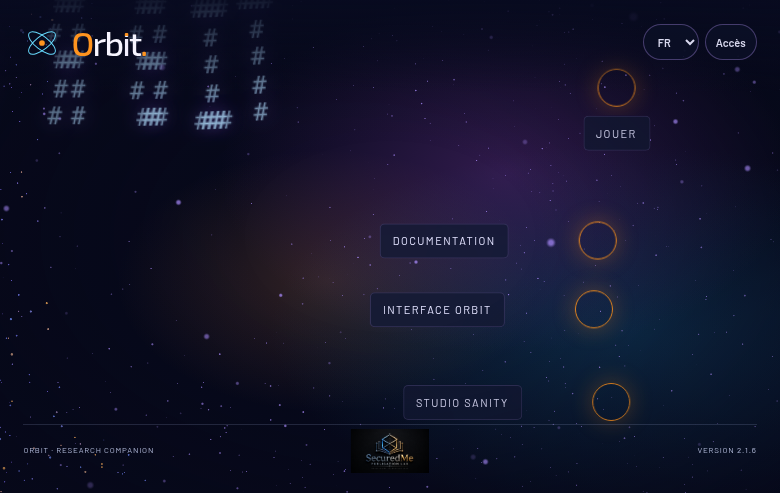 Orbit.
FR
Accès
JOUER
DOCUMENTATION
INTERFACE ORBIT
STUDIO SANITY
ORBIT · RESEARCH COMPANION
SecuredMe
VERSION 2.1.6